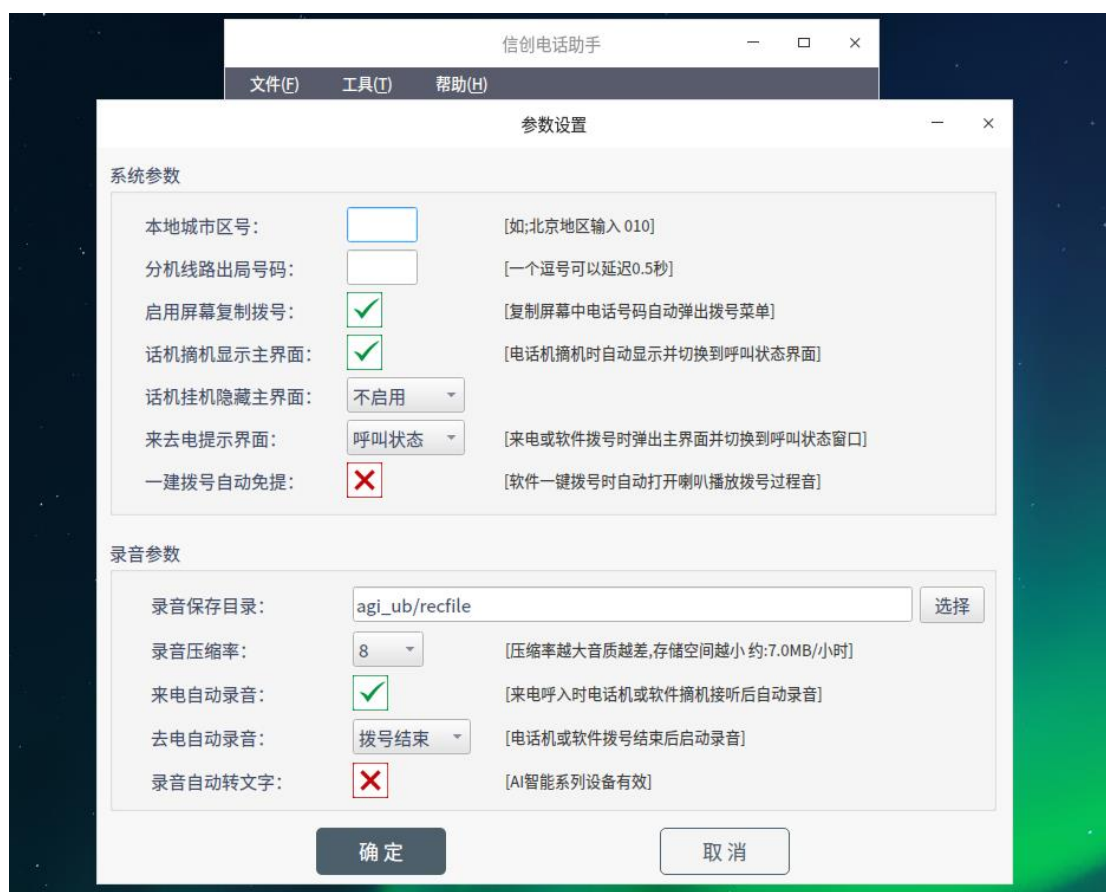 信创电话助手
文件(F) 工具(T) 帮助(H)
参数设置
系统参数
本地城市区号： [如;北京地区输入 010]
分机线路出局号码： [一个逗号可以延迟0.5秒]
启用屏幕复制拨号： [复制屏幕中电话号码自动弹出拨号菜单]
话机摘机显示主界面： [电话机摘机时自动显示并切换到呼叫状态界面]
话机挂机隐藏主界面： 不启用
来去电提示界面： 呼叫状态 [来电或软件拨号时弹出主界面并切换到呼叫状态窗口]
一建拨号自动免提： [软件一键拨号时自动打开喇叭播放拨号过程音]
录音参数
录音保存目录： agi_ub/recfile 选择
录音压缩率： 8 [压缩率越大音质越差,存储空间越小 约:7.0MB/小时]
来电自动录音： [来电呼入时电话机或软件摘机接听后自动录音]
去电自动录音： 拨号结束 [电话机或软件拨号结束后启动录音]
录音自动转文字： [AI智能系列设备有效]
确 定 取 消